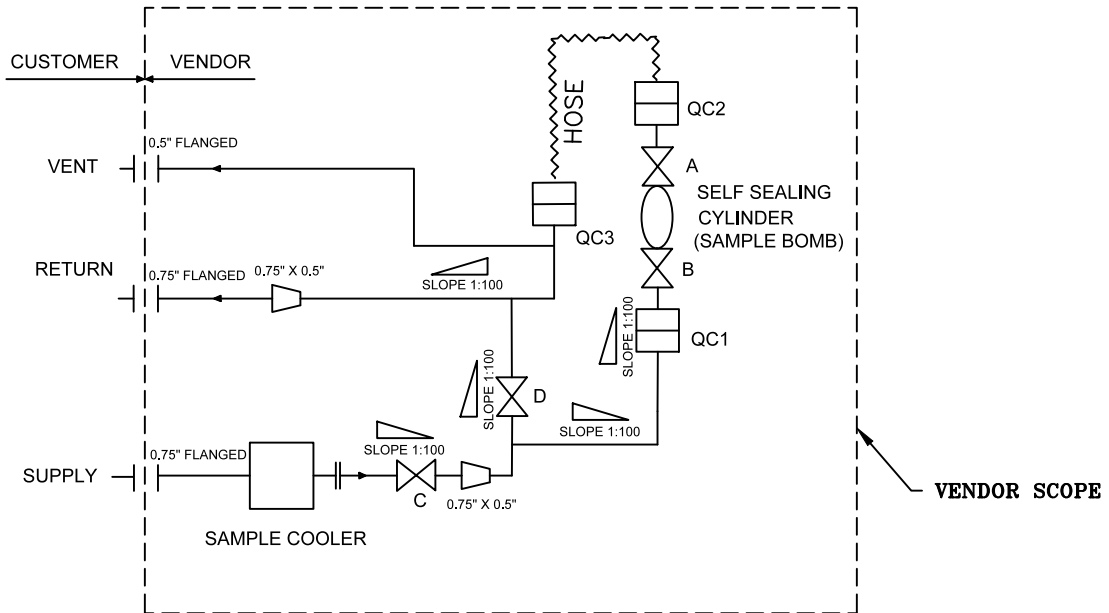 CUSTOMER
VENDOR
HOSE
QC2
0.5" FLANGED
VENT
A
SELF SEALING
CYLINDER
(SAMPLE BOMB)
QC3
B
RETURN
0.75" FLANGED
0.75" X 0.5"
SLOPE 1:100
SLOPE 1:100
QC1
SLOPE 1:100
D
SLOPE 1:100
SLOPE 1:100
SUPPLY
0.75" FLANGED
C
0.75" X 0.5"
SAMPLE COOLER
VENDOR SCOPE